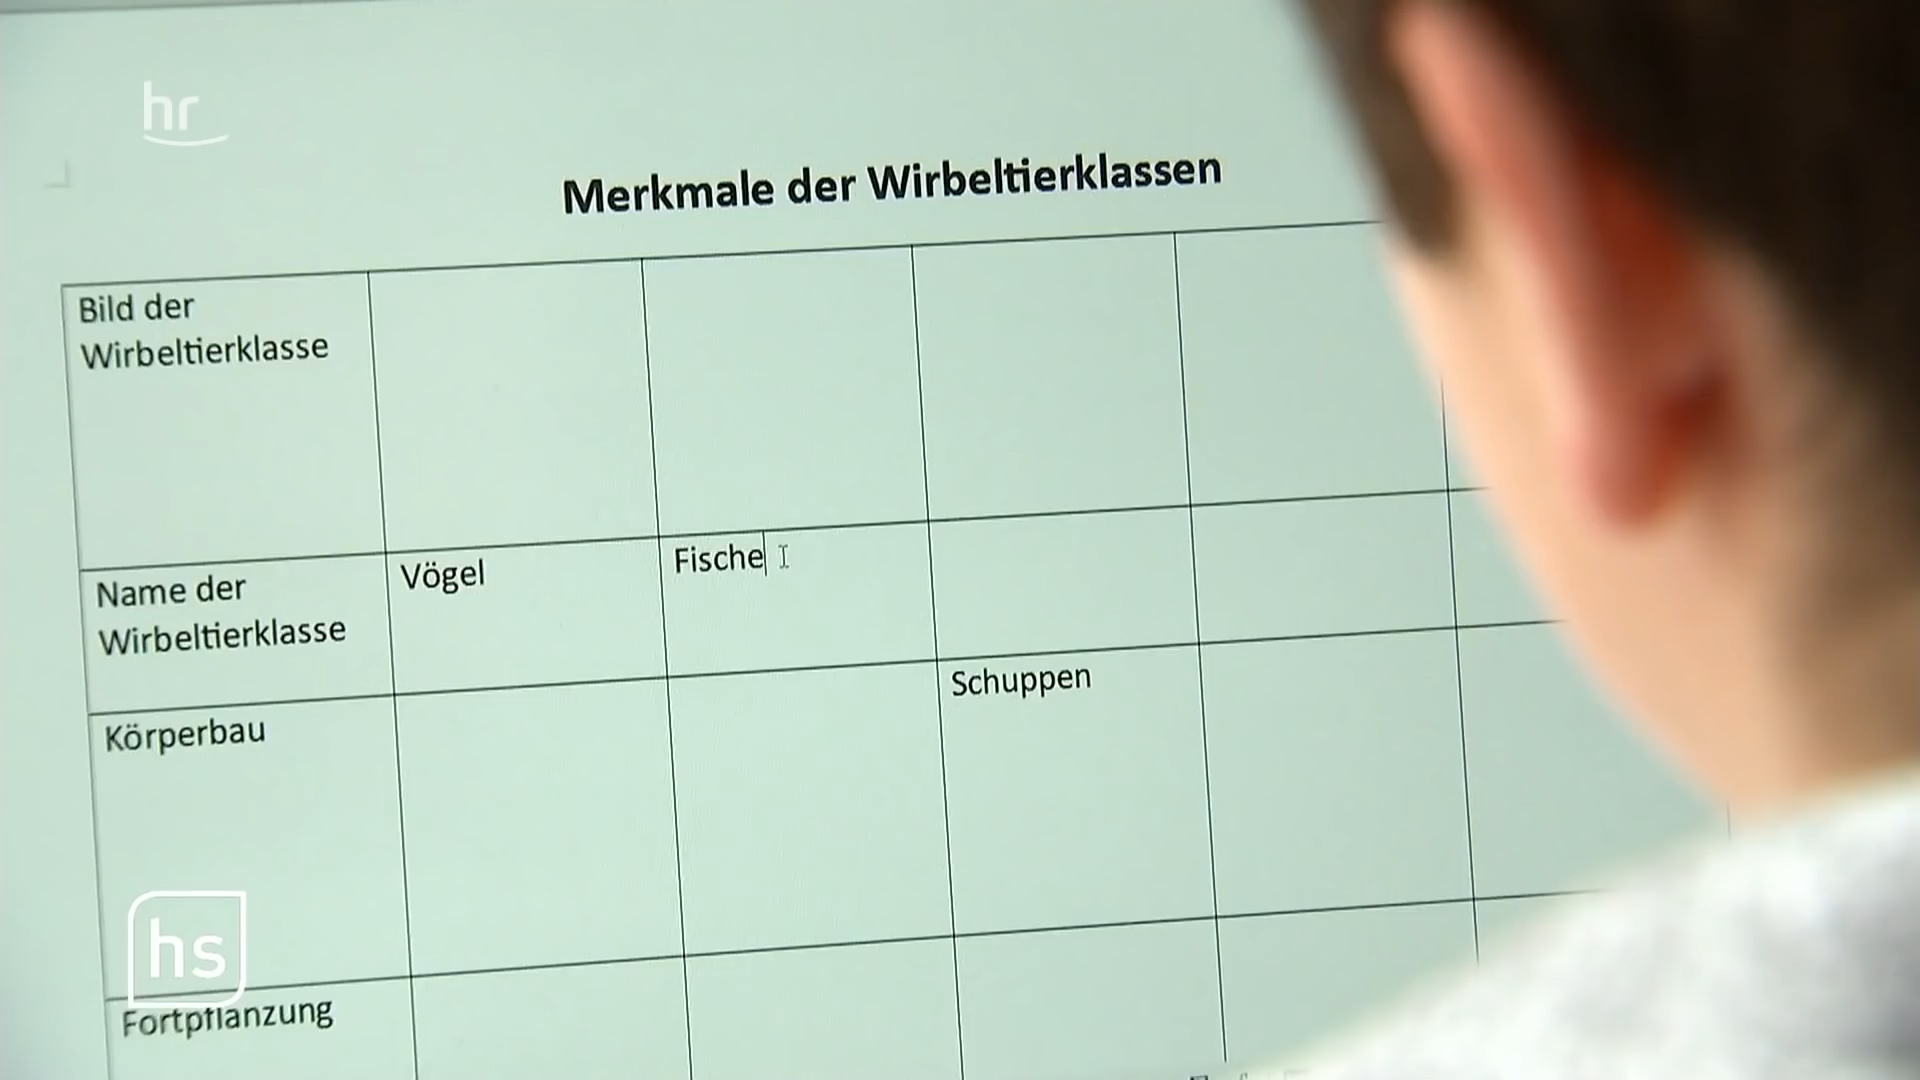 hr
Merkmale der Wirbeltierklassen
Bild der
Wirbeltierklasse
Name der
Wirbeltierklasse
Vögel
Fische
Körperbau
Schuppen
hs
Fortpflanzung